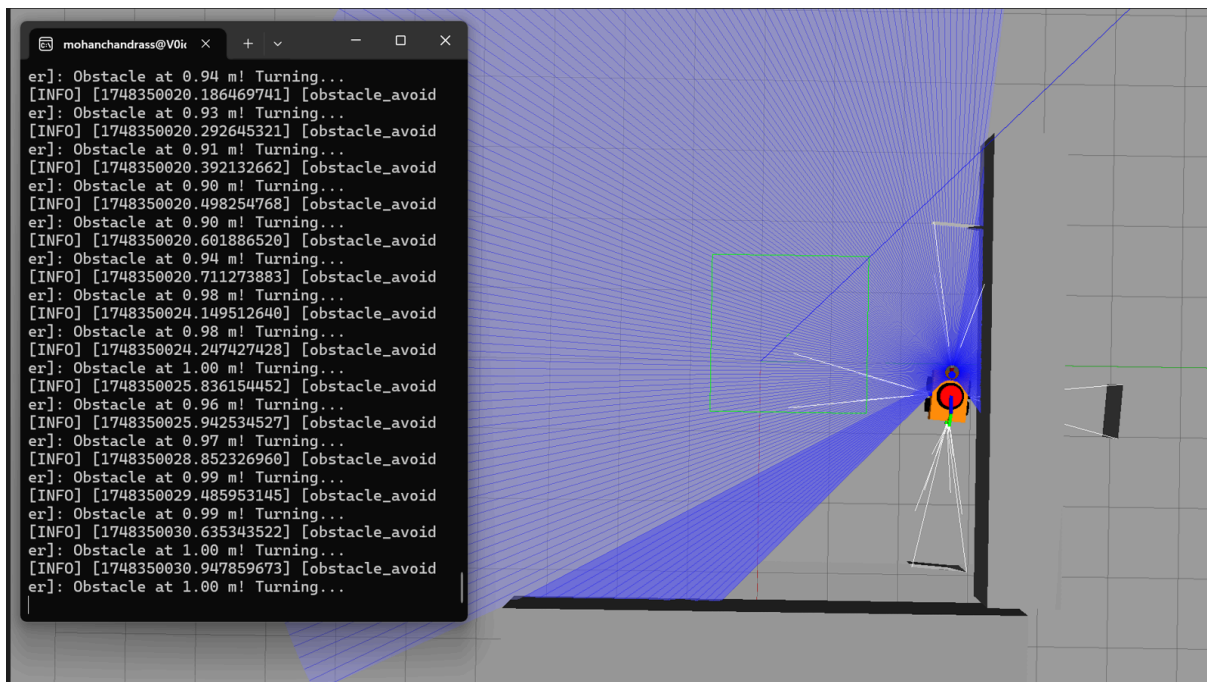 mohanchandrass@V0i
er]: Obstacle at 0.94 m! Turning...
[INFO] [1748350020.186469741] [obstacle_avoid
er]: Obstacle at 0.93 m! Turning...
[INFO] [1748350020.292645321] [obstacle_avoid
er]: Obstacle at 0.91 m! Turning...
[INFO] [1748350020.392132662] [obstacle_avoid
er]: Obstacle at 0.90 m! Turning...
[INFO] [1748350020.498254768] [obstacle_avoid
er]: Obstacle at 0.90 m! Turning...
[INFO] [1748350020.601886520] [obstacle_avoid
er]: Obstacle at 0.94 m! Turning...
[INFO] [1748350020.711273883] [obstacle_avoid
er]: Obstacle at 0.98 m! Turning...
[INFO] [1748350024.149512640] [obstacle_avoid
er]: Obstacle at 0.98 m! Turning...
[INFO] [1748350024.247427428] [obstacle_avoid
er]: Obstacle at 1.00 m! Turning...
[INFO] [1748350025.836154452] [obstacle_avoid
er]: Obstacle at 0.96 m! Turning...
[INFO] [1748350025.942534527] [obstacle_avoid
er]: Obstacle at 0.97 m! Turning...
[INFO] [1748350028.852326960] [obstacle_avoid
er]: Obstacle at 0.99 m! Turning...
[INFO] [1748350029.485953145] [obstacle_avoid
er]: Obstacle at 0.99 m! Turning...
[INFO] [1748350030.635343522] [obstacle_avoid
er]: Obstacle at 1.00 m! Turning...
[INFO] [1748350030.947859673] [obstacle_avoid
er]: Obstacle at 1.00 m! Turning...